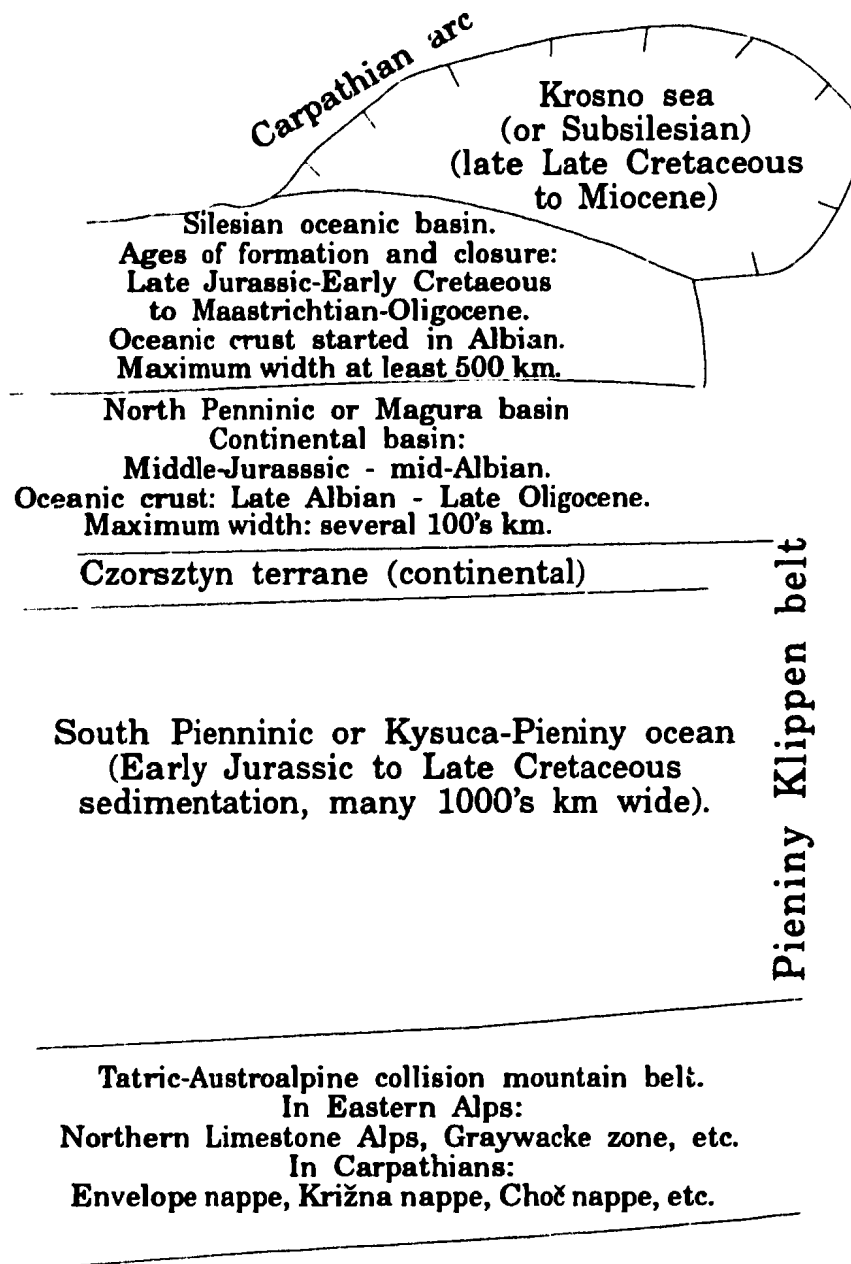 Carpathian arc
Krosno sea
(or Subsilesian)
(late Late Cretaceous
to Miocene)
Silesian oceanic basin.
Ages of formation and closure:
Late Jurassic-Early Cretaeous
to Maastrichtian-Oligocene.
Oceanic crust started in Albian.
Maximum width at least 500 km.
North Penninic or Magura basin
Continental basin:
Middle-Jurasssic - mid-Albian.
Oceanic crust: Late Albian - Late Oligocene.
Maximum width: several 100's km.
Czorsztyn terrane (continental)
South Pienninic or Kysuca-Pieniny ocean
(Early Jurassic to Late Cretaceous
sedimentation, many 1000's km wide).
Pieniny Klippen belt
Tatric-Austroalpine collision mountain belt.
In Eastern Alps:
Northern Limestone Alps, Graywacke zone, etc.
In Carpathians:
Envelope nappe, Križna nappe, Choč nappe, etc.